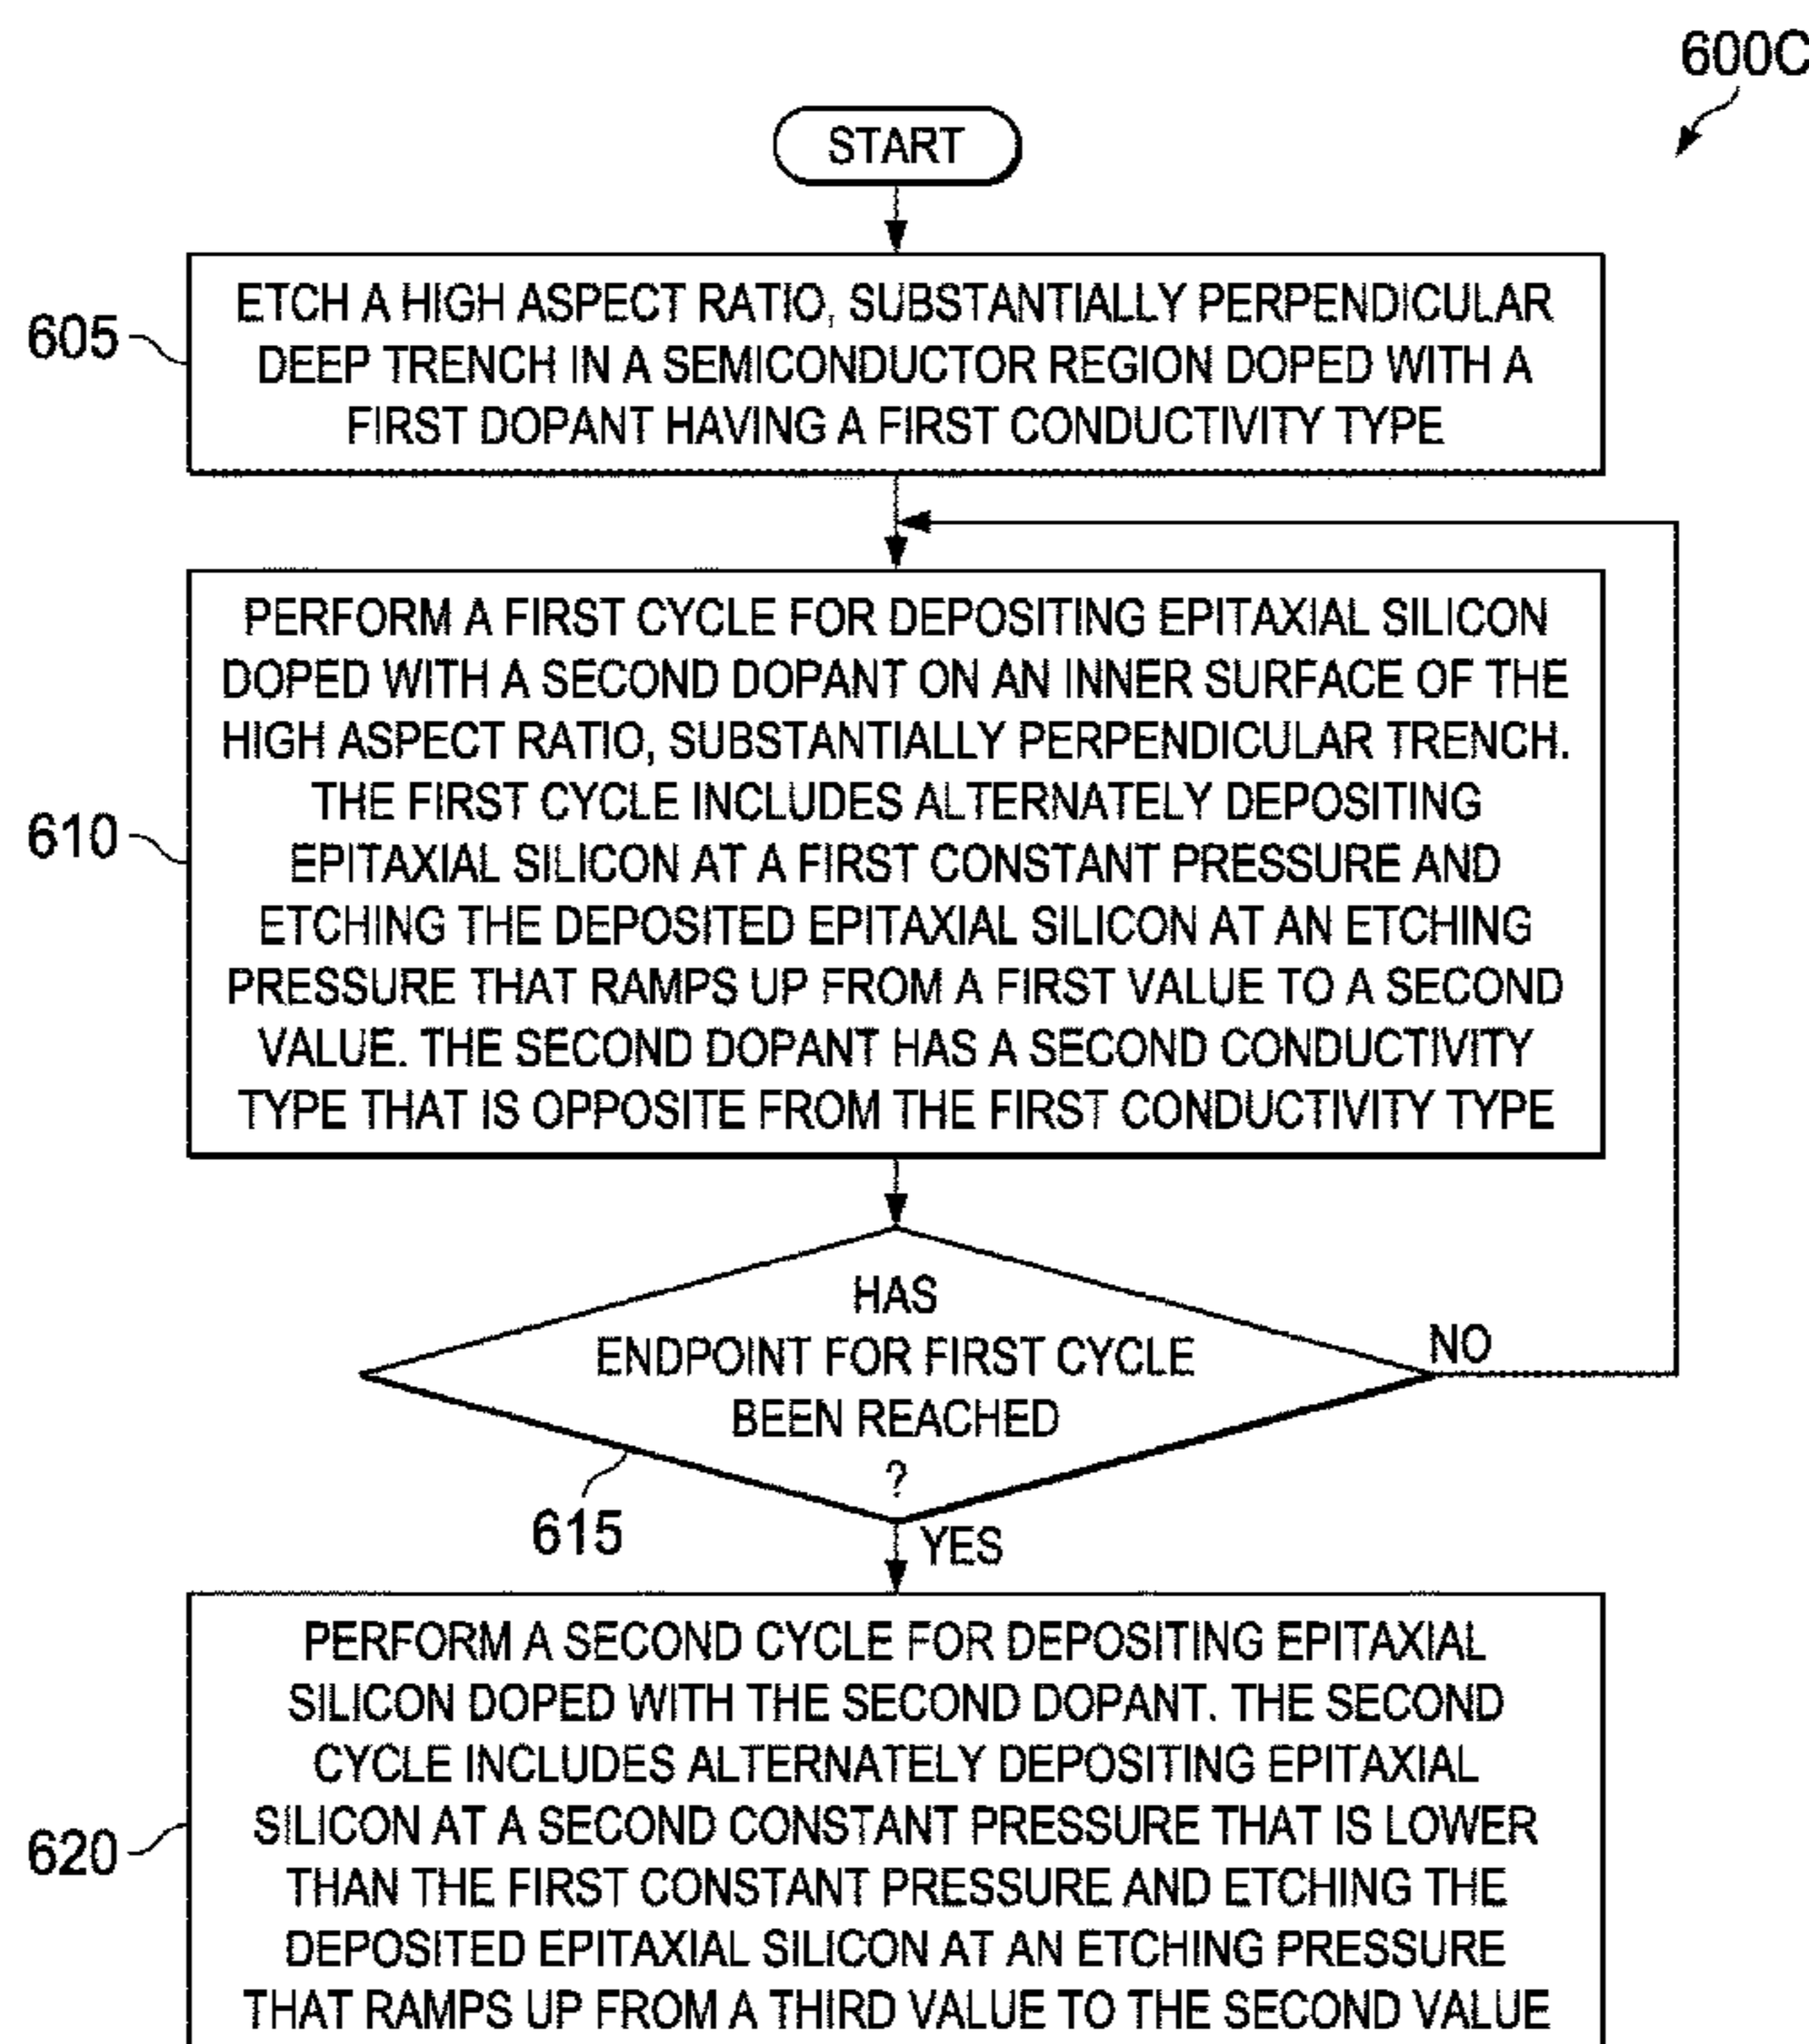 600C
START
605
ETCH A HIGH ASPECT RATIO, SUBSTANTIALLY PERPENDICULAR
DEEP TRENCH IN A SEMICONDUCTOR REGION DOPED WITH A
FIRST DOPANT HAVING A FIRST CONDUCTIVITY TYPE
610
PERFORM A FIRST CYCLE FOR DEPOSITING EPITAXIAL SILICON
DOPED WITH A SECOND DOPANT ON AN INNER SURFACE OF THE
HIGH ASPECT RATIO, SUBSTANTIALLY PERPENDICULAR TRENCH.
THE FIRST CYCLE INCLUDES ALTERNATELY DEPOSITING
EPITAXIAL SILICON AT A FIRST CONSTANT PRESSURE AND
ETCHING THE DEPOSITED EPITAXIAL SILICON AT AN ETCHING
PRESSURE THAT RAMPS UP FROM A FIRST VALUE TO A SECOND
VALUE. THE SECOND DOPANT HAS A SECOND CONDUCTIVITY
TYPE THAT IS OPPOSITE FROM THE FIRST CONDUCTIVITY TYPE
HAS
ENDPOINT FOR FIRST CYCLE
BEEN REACHED
?
NO
615
YES
620
PERFORM A SECOND CYCLE FOR DEPOSITING EPITAXIAL
SILICON DOPED WITH THE SECOND DOPANT. THE SECOND
CYCLE INCLUDES ALTERNATELY DEPOSITING EPITAXIAL
SILICON AT A SECOND CONSTANT PRESSURE THAT IS LOWER
THAN THE FIRST CONSTANT PRESSURE AND ETCHING THE
DEPOSITED EPITAXIAL SILICON AT AN ETCHING PRESSURE
THAT RAMPS UP FROM A THIRD VALUE TO THE SECOND VALUE